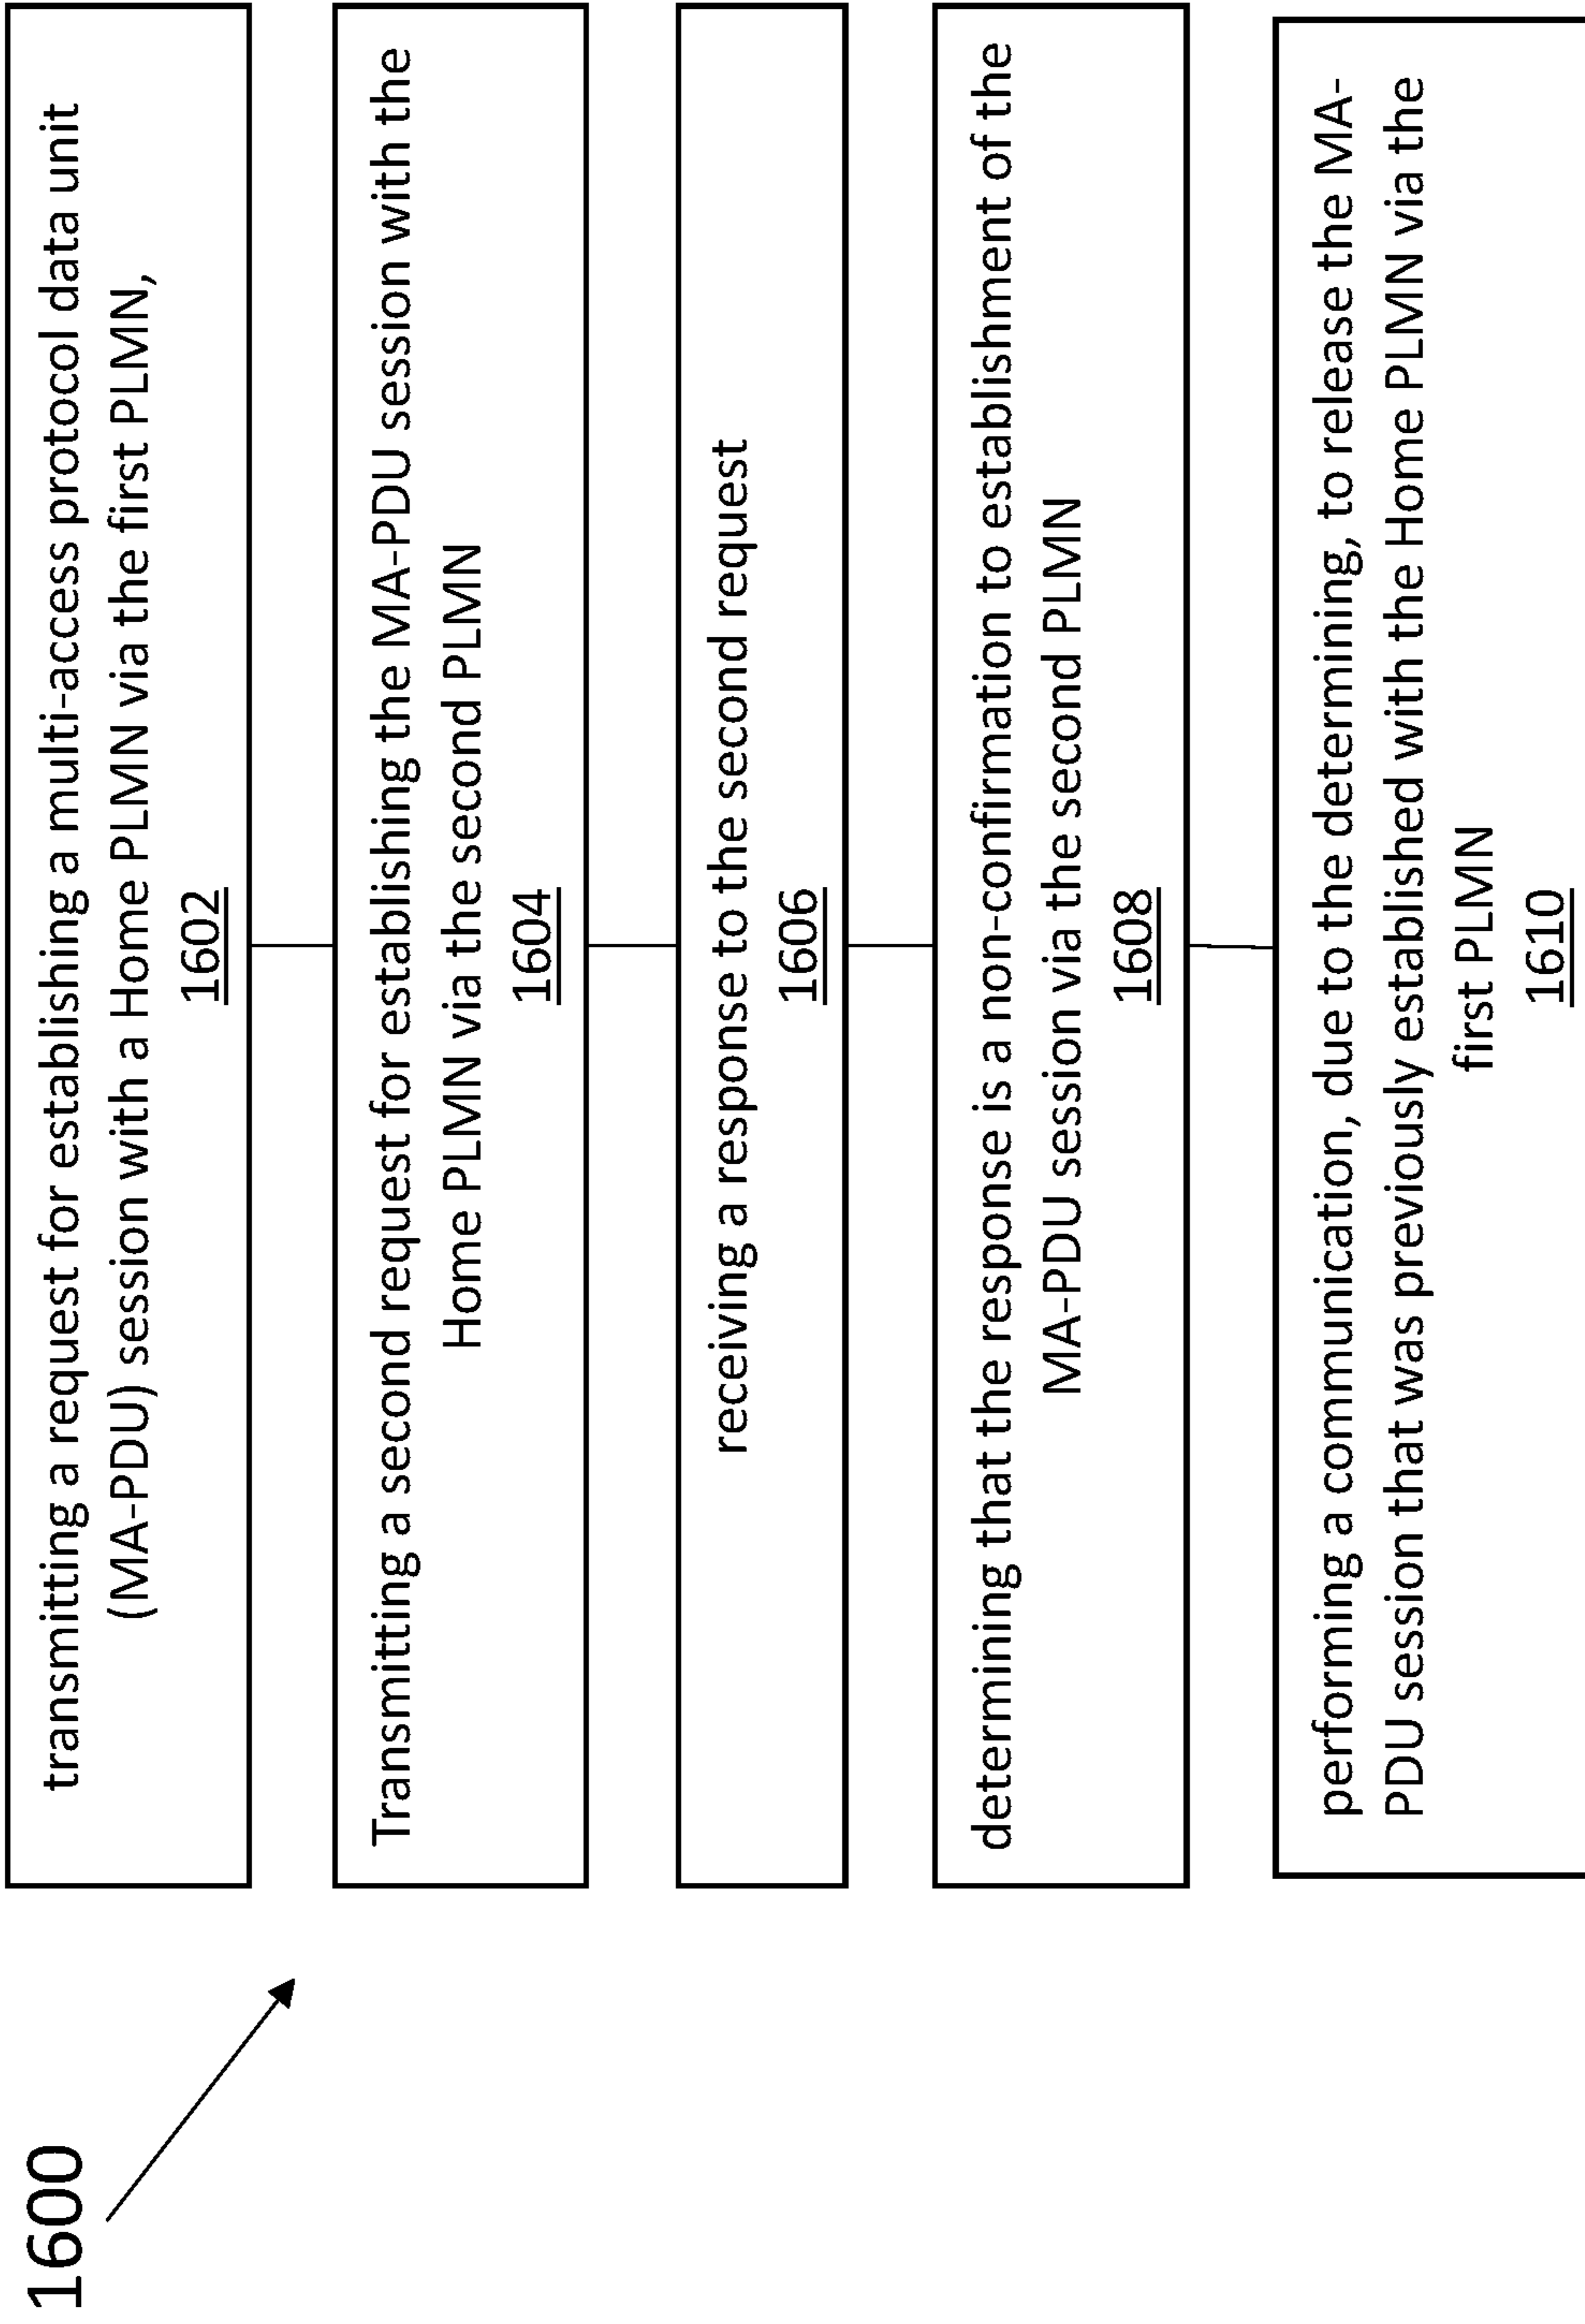 1600
transmitting a request for establishing a multi-access protocol data unit
(MA-PDU) session with a Home PLMN via the first PLMN,
1602
Transmitting a second request for establishing the MA-PDU session with the
Home PLMN via the second PLMN
1604
receiving a response to the second request
1606
determining that the response is a non-confirmation to establishment of the
MA-PDU session via the second PLMN
1608
performing a communication, due to the determining, to release the MA-
PDU session that was previously established with the Home PLMN via the
first PLMN
1610